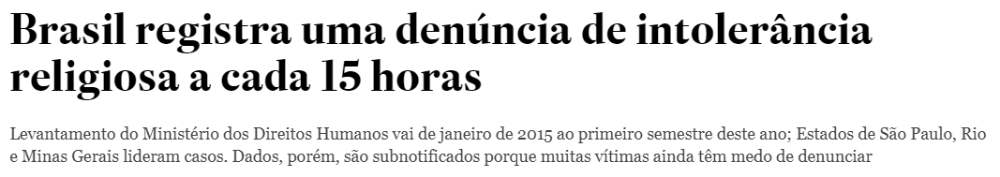 Brasil registra uma denúncia de intolerância
religiosa a cada 15 horas
Levantamento do Ministério dos Direitos Humanos vai de janeiro de 2015 ao primeiro semestre deste ano; Estados de São Paulo, Rio
e Minas Gerais lideram casos. Dados, porém, são subnotificados porque muitas vítimas ainda têm medo de denunciar